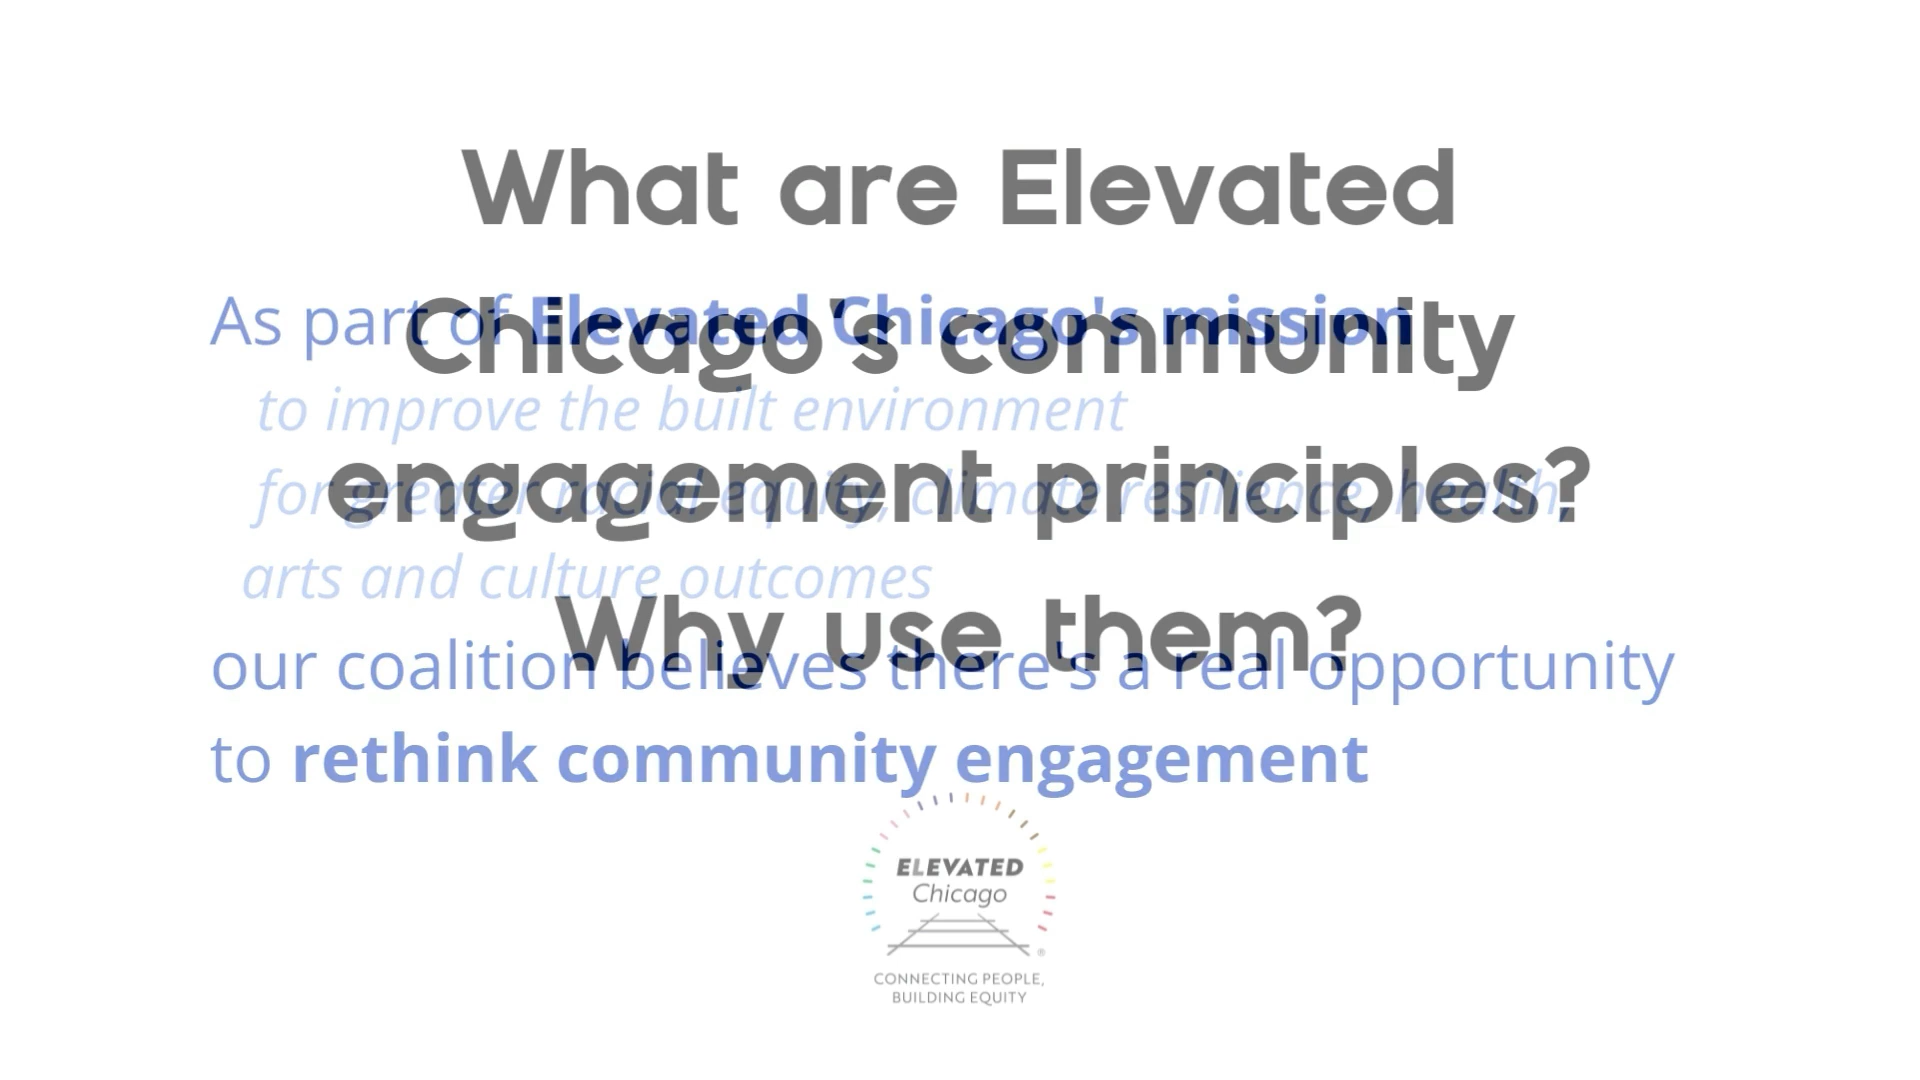 What are Elevated
Chicago's community
engagement principles?
Why use them?
As part of Elevated Chicago's mission
to improve the built environment
for greater racial equity, climate resilience, health,
arts and culture outcomes
our coalition believes there's a real opportunity
to rethink community engagement
ELEVATED
Chicago
®
CONNECTING PEOPLE,
BUILDING EQUITY